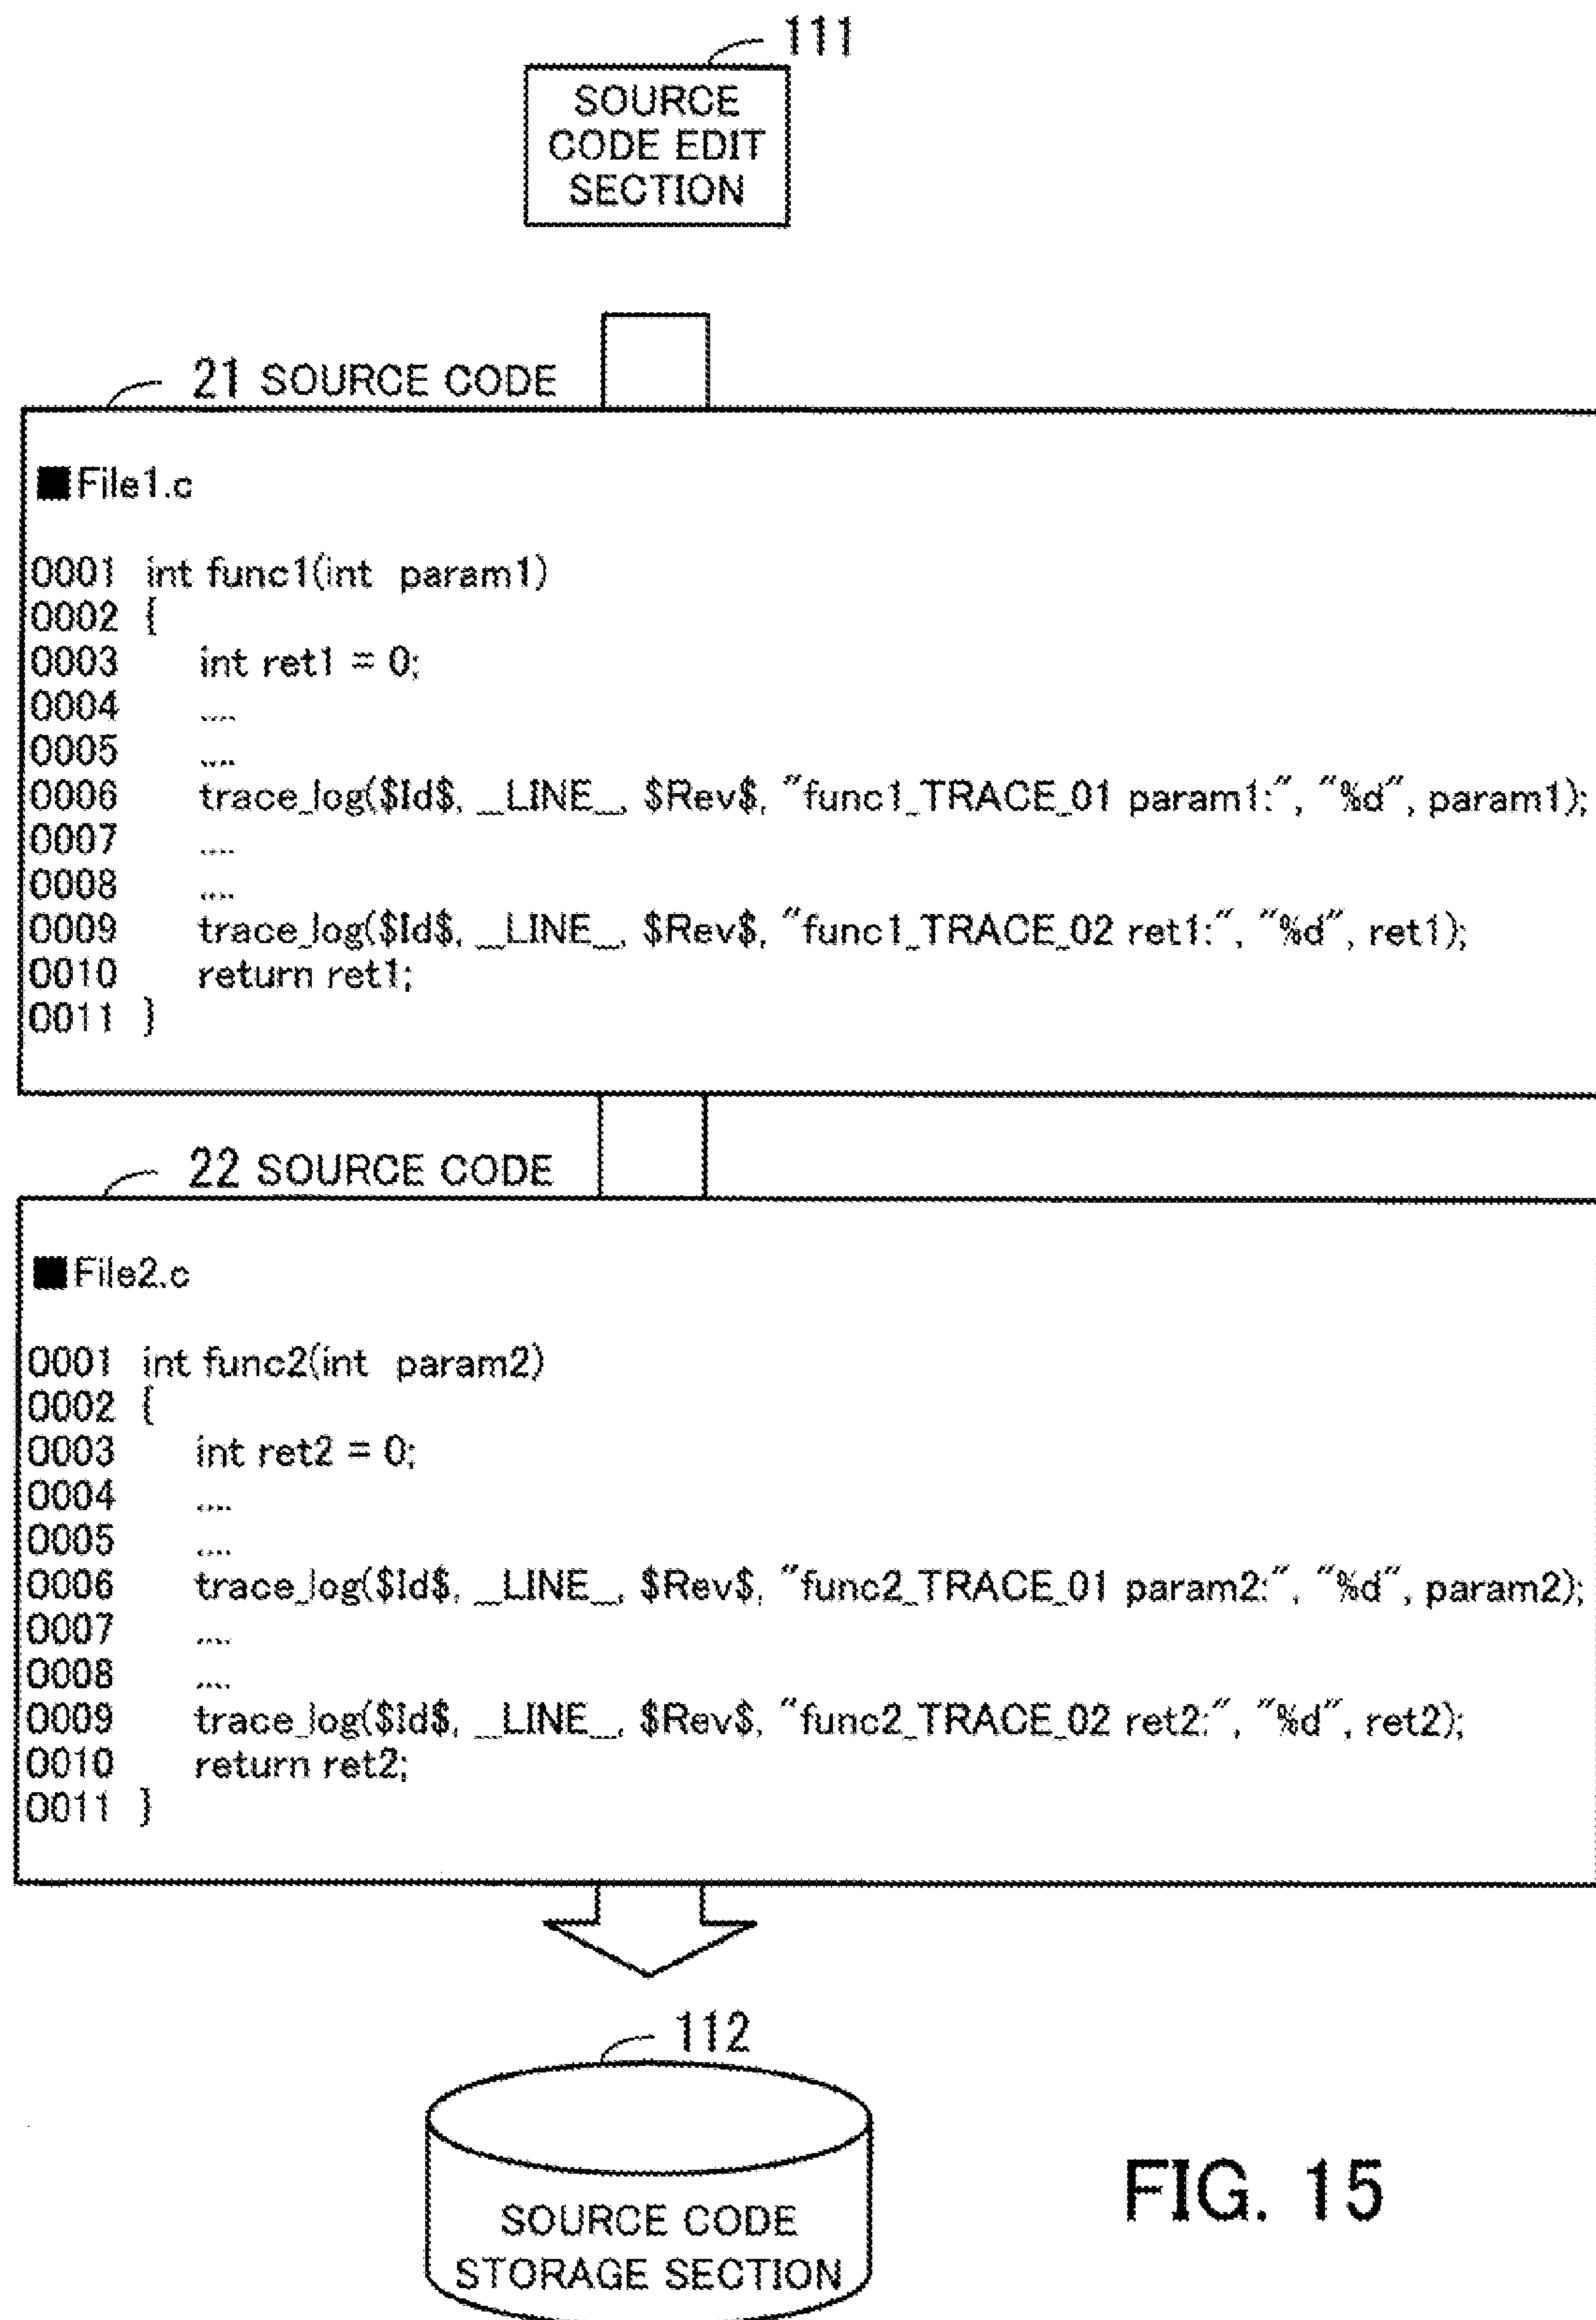 111
SOURCE
CODE EDIT
SECTION
21 SOURCE CODE
■File1.c
0001 int func1(int param1)
0002 {
0003 int ret1 = 0;
0004 ....
0005 ....
0006 trace_log($Id$, __LINE__, $Rev$, "func1_TRACE_01 param1:", "%d", param1);
0007 ....
0008 ....
0009 trace_log($Id$, __LINE__, $Rev$, "func1_TRACE_02 ret1:", "%d", ret1);
0010 return ret1;
0011 }
22 SOURCE CODE
■File2.c
0001 int func2(int param2)
0002 {
0003 int ret2 = 0;
0004 ....
0005 ....
0006 trace_log($Id$, __LINE__, $Rev$, "func2_TRACE_01 param2:", "%d", param2);
0007 ....
0008 ....
0009 trace_log($Id$, __LINE__, $Rev$, "func2_TRACE_02 ret2:", "%d", ret2);
0010 return ret2;
0011 }
112
SOURCE CODE
STORAGE SECTION
FIG. 15